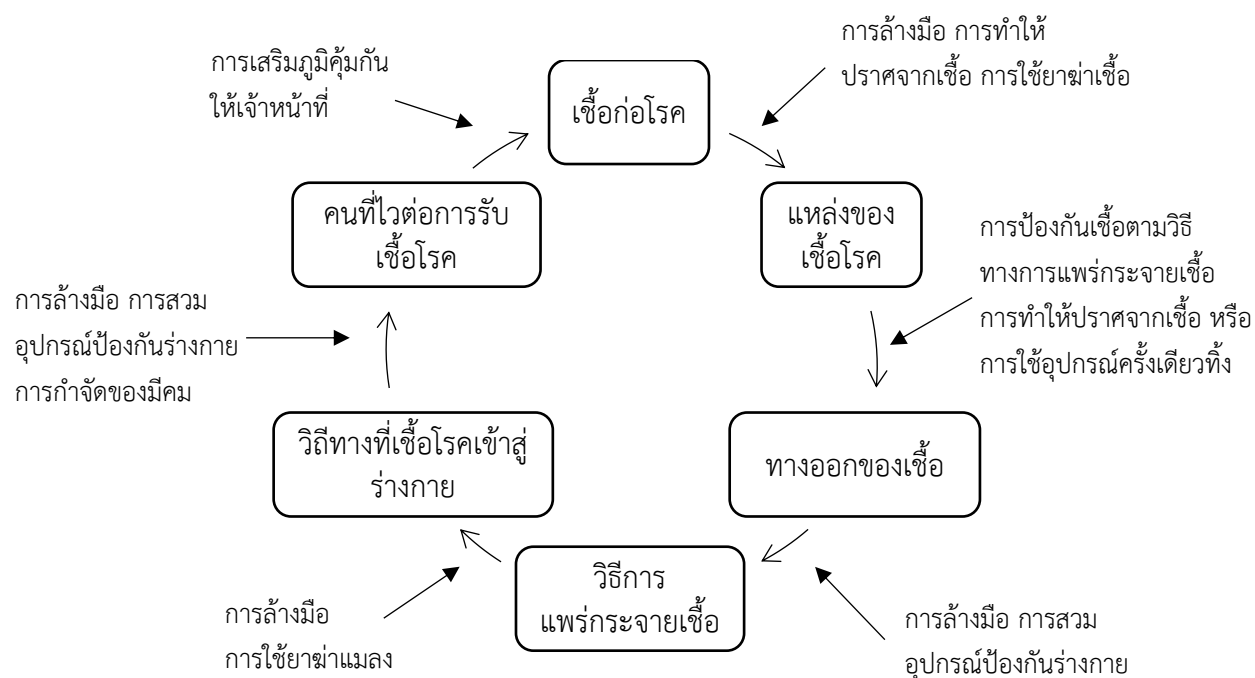 การเสริมภูมิคุ้มกัน
ให้เจ้าหน้าที่
เชื้อก่อโรค
การล้างมือ การทำให้
ปราศจากเชื้อ การใช้ยาฆ่าเชื้อ
คนที่ไวต่อการรับ
เชื้อโรค
แหล่งของ
เชื้อโรค
การป้องกันเชื้อตามวิธี
ทางการแพร่กระจายเชื้อ
การทำให้ปราศจากเชื้อ หรือ
การใช้อุปกรณ์ครั้งเดียวทิ้ง
การล้างมือ การสวม
อุปกรณ์ป้องกันร่างกาย
การกำจัดของมีคม
วิถีทางที่เชื้อโรคเข้าสู่
ร่างกาย
ทางออกของเชื้อ
วิธีการ
แพร่กระจายเชื้อ
การล้างมือ
การใช้ยาฆ่าแมลง
การล้างมือ การสวม
อุปกรณ์ป้องกันร่างกาย